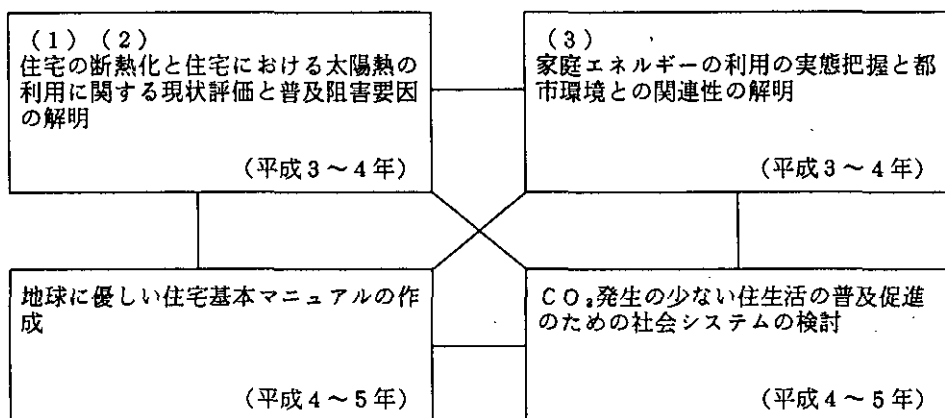 (1)(2)
住宅の断熱化と住宅における太陽熱の
利用に関する現状評価と普及阻害要因
の解明
(平成3~4年)
(3)
家庭エネルギーの利用の実態把握と都
市環境との関連性の解明
(平成3~4年)
地球に優しい住宅基本マニュアルの作
成
(平成4~5年)
CO₂発生の少ない住生活の普及促進
のための社会システムの検討
(平成4~5年)